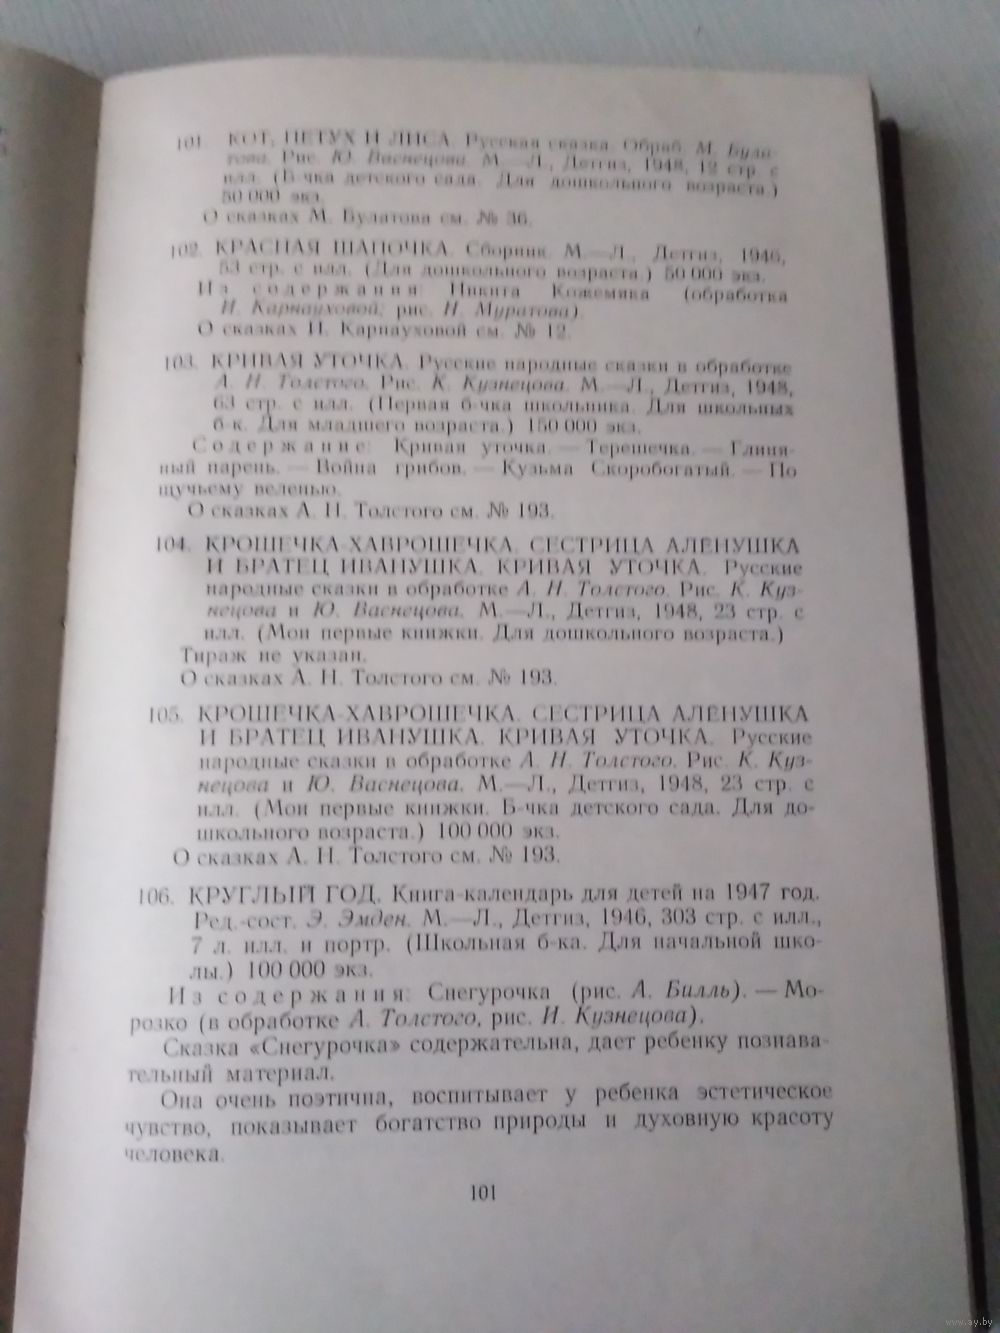 101. КОТ, ПЕТУХ И ЛИСА. Русская сказка. Обраб. М. Була-
това. Рис. Ю. Васнецова. М.—Л., Детгиз, 1948, 12 стр. с
илл. (Б-чка детского сада. Для дошкольного возраста.)
50 000 экз.
О сказках М. Булатова см. № 36.
102. КРАСНАЯ ШАПОЧКА. Сборник. М.—Л., Детгиз, 1946,
53 стр. с илл. (Для дошкольного возраста.) 50 000 экз.
Из содержания: Никита Кожемяка (обработка
И. Карнауховой; рис. Н. Муратова).
О сказках И. Карнауховой см. № 12.
103. КРИВАЯ УТОЧКА. Русские народные сказки в обработке
А. Н. Толстого. Рис. К. Кузнецова. М.—Л., Детгиз, 1948,
63 стр. с илл. (Первая б-чка школьника. Для школьных
б-к. Для младшего возраста.) 150 000 экз.
Содержание: Кривая уточка. — Терешечка. — Глиня-
ный парень. — Война грибов. — Кузьма Скоробогатый. — По
щучьему веленью.
О сказках А. Н. Толстого см. № 193.
104. КРОШЕЧКА-ХАВРОШЕЧКА. СЕСТРИЦА АЛЁНУШКА
И БРАТЕЦ ИВАНУШКА. КРИВАЯ УТОЧКА. Русские
народные сказки в обработке А. Н. Толстого. Рис. К. Куз-
нецова и Ю. Васнецова. М.—Л., Детгиз, 1948, 23 стр. с
илл. (Мои первые книжки. Для дошкольного возраста.)
Тираж не указан.
О сказках А. Н. Толстого см. № 193.
105. КРОШЕЧКА-ХАВРОШЕЧКА. СЕСТРИЦА АЛЁНУШКА
И БРАТЕЦ ИВАНУШКА. КРИВАЯ УТОЧКА. Русские
народные сказки в обработке А. Н. Толстого. Рис. К. Куз-
нецова и Ю. Васнецова. М.—Л., Детгиз, 1948, 23 стр. с
илл. (Мои первые книжки. Б-чка детского сада. Для до-
школьного возраста.) 100 000 экз.
О сказках А. Н. Толстого см. № 193.
106. КРУГЛЫЙ ГОД. Книга-календарь для детей на 1947 год.
Ред.-сост. Э. Эмден. М.—Л., Детгиз, 1946, 303 стр. с илл.,
7 л. илл. и портр. (Школьная б-ка. Для начальной шко-
лы.) 100 000 экз.
Из содержания: Снегурочка (рис. А. Билль). — Мо-
розко (в обработке А. Толстого, рис. И. Кузнецова).
Сказка «Снегурочка» содержательна, дает ребенку познава-
тельный материал.
Она очень поэтична, воспитывает у ребенка эстетическое
чувство, показывает богатство природы и духовную красоту
человека.
101
www.ay.by